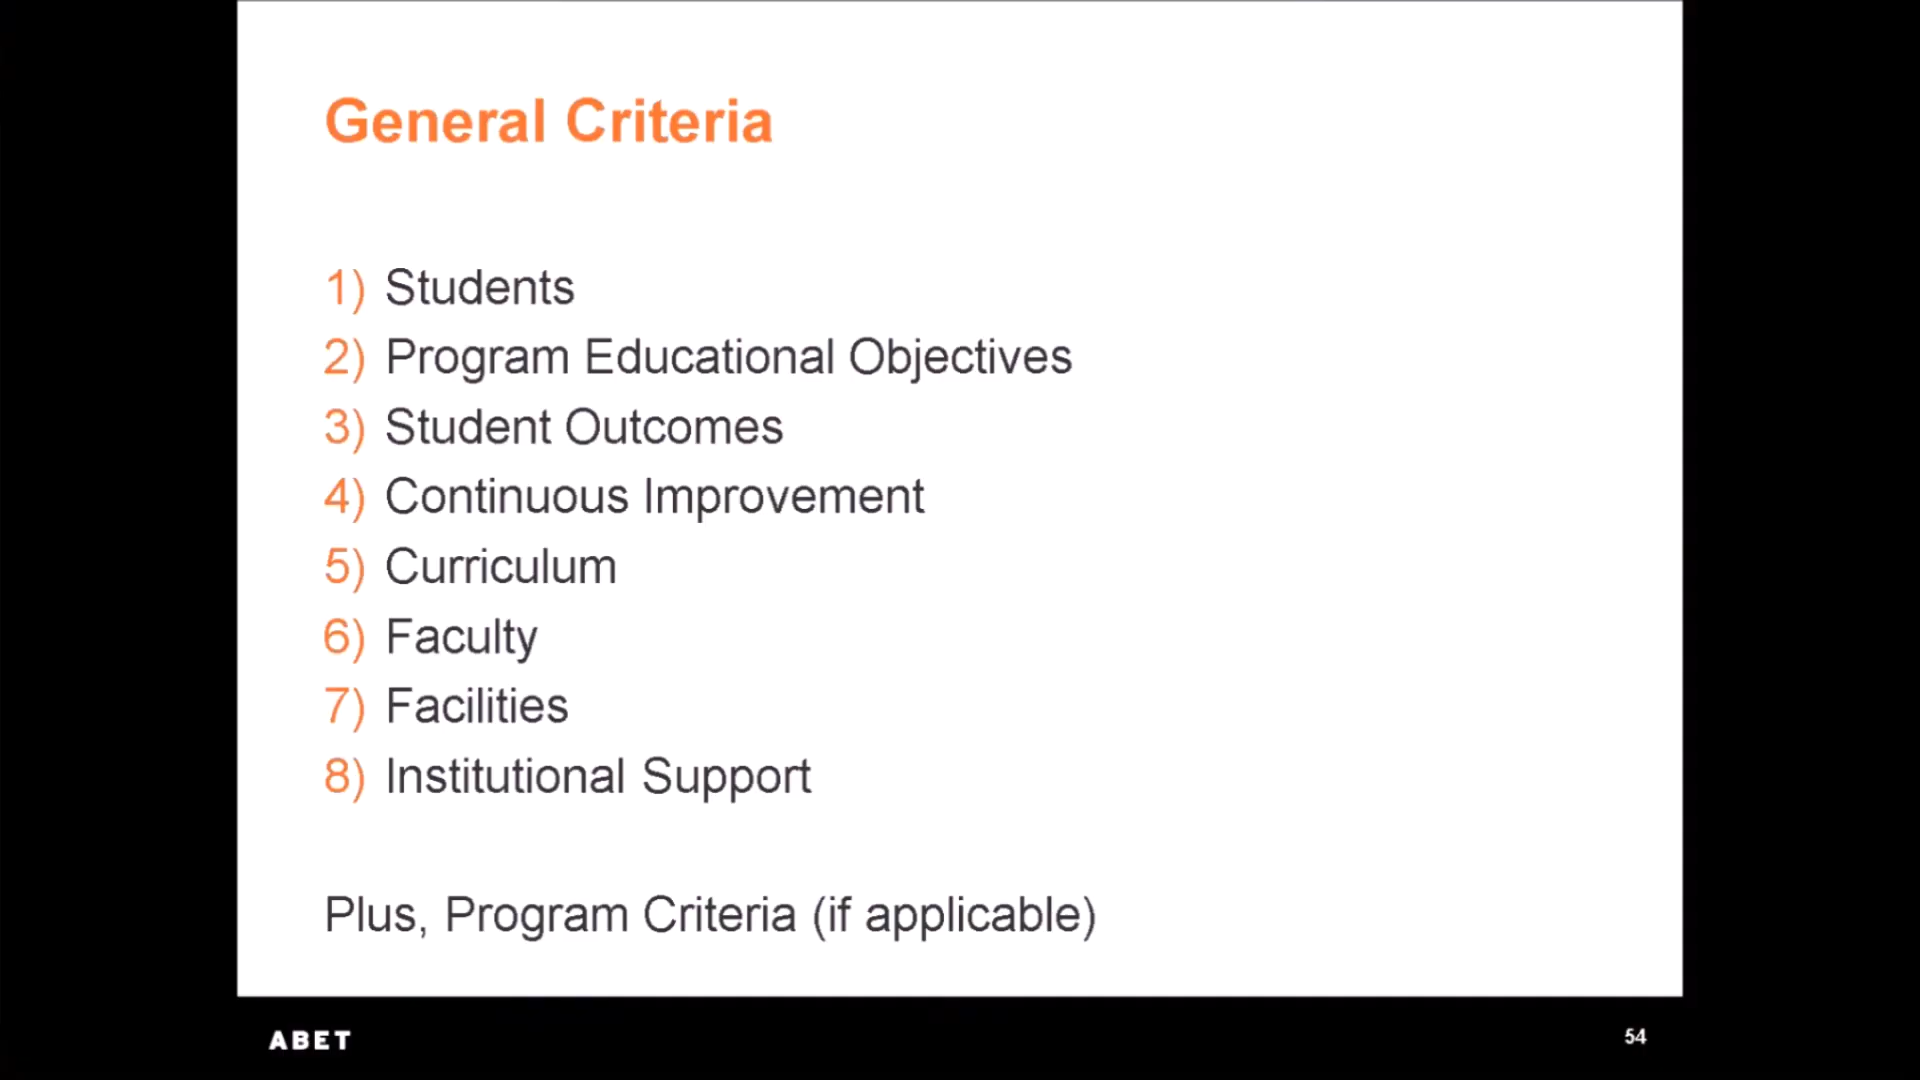 General Criteria
1) Students
2) Program Educational Objectives
3) Student Outcomes
4) Continuous Improvement
5) Curriculum
6) Faculty
7) Facilities
8) Institutional Support
Plus, Program Criteria (if applicable)
ABET
54